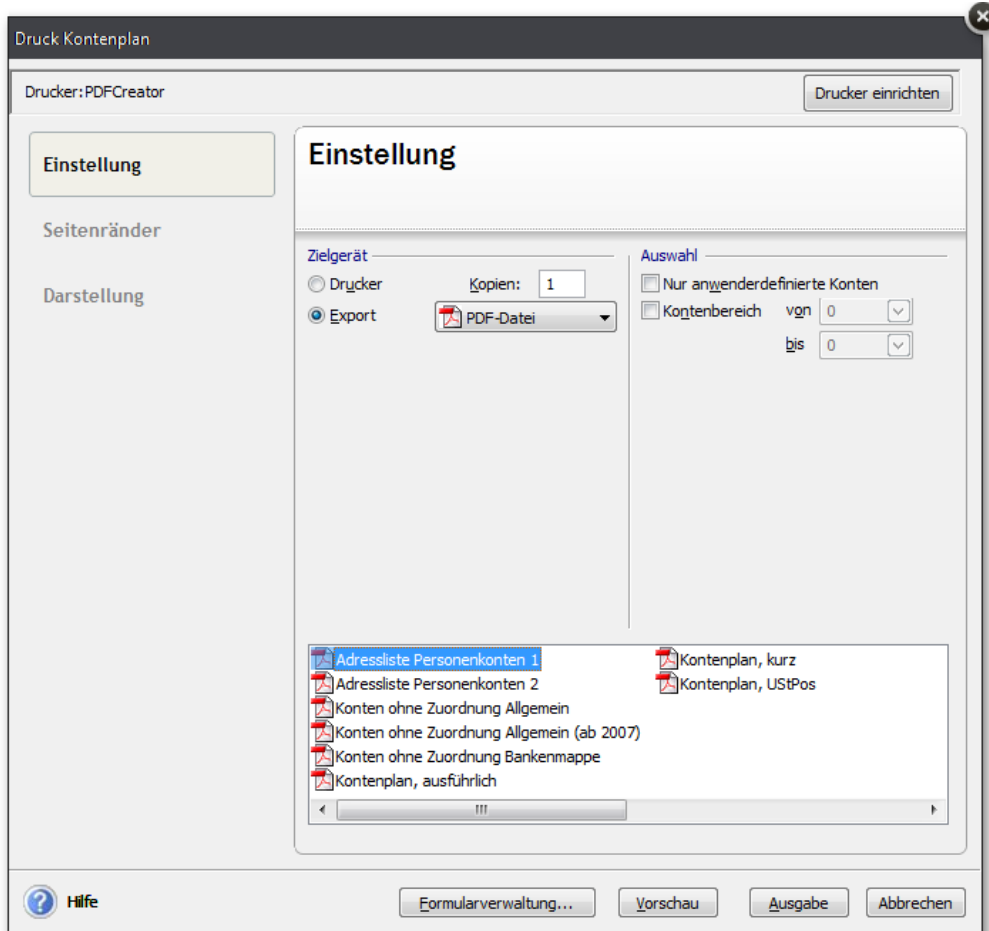 Druck Kontenplan
Drucker:PDFCreator
Drucker einrichten
Einstellung
Seitenränder
Darstellung
Einstellung
Zielgerät
Drucker
Kopien:
1
Export
PDF-Datei
Auswahl
Nur anwenderdefinierte Konten
Kontenbereich
von
0
bis
0
Adressliste Personenkonten 1
Adressliste Personenkonten 2
Konten ohne Zuordnung Allgemein
Konten ohne Zuordnung Allgemein (ab 2007)
Konten ohne Zuordnung Bankenmappe
Kontenplan, ausführlich
Kontenplan, kurz
Kontenplan, UStPos
Hilfe
Formularverwaltung...
Vorschau
Ausgabe
Abbrechen